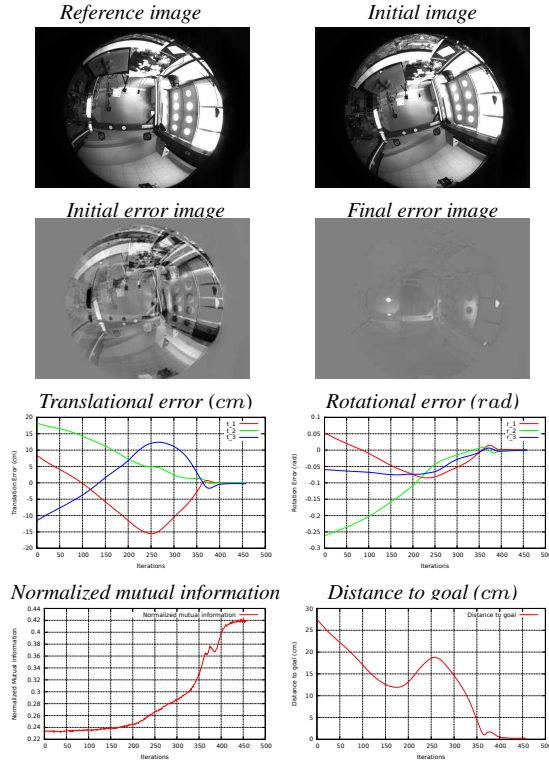 Reference image
Initial image
Initial error image
Final error image
Translational error (cm)
Rotational error (rad)
20
15
10
5
0
-5
-10
-15
-20
Translation Error (cm)
t_1
t_2
t_3
0 50 100 150 200 250 300 350 400 450 500
Iterations
0.1
0.05
0
-0.05
-0.1
-0.15
-0.2
-0.25
-0.3
Rotation Error (rad)
r_1
r_2
r_3
0 50 100 150 200 250 300 350 400 450 500
Iterations
Normalized mutual information
Distance to goal (cm)
0.44
0.42
0.4
0.38
0.36
0.34
0.32
0.3
0.28
0.26
0.24
0.22
Normalized Mutual Information
Normalized mutual information
0 50 100 150 200 250 300 350 400 450 500
Iterations
30
25
20
15
10
5
0
Distance to goal (cm)
Distance to goal
0 50 100 150 200 250 300 350 400 450 500
Iterations